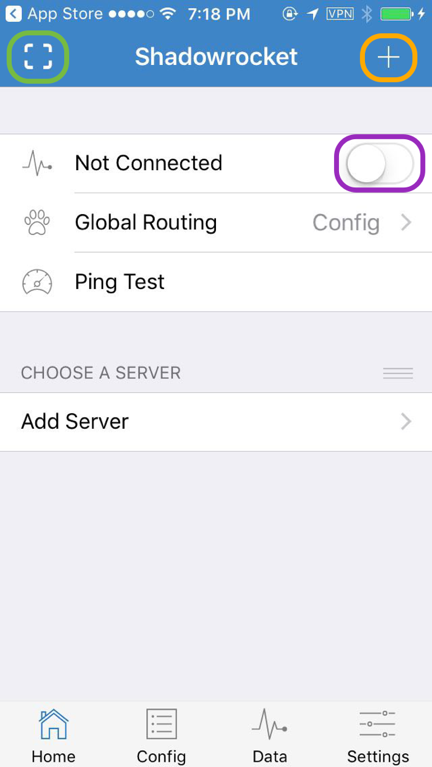 App Store 7:18 PM VPN
Shadowrocket
Not Connected
Global Routing Config
Ping Test
CHOOSE A SERVER
Add Server
Home Config Data Settings